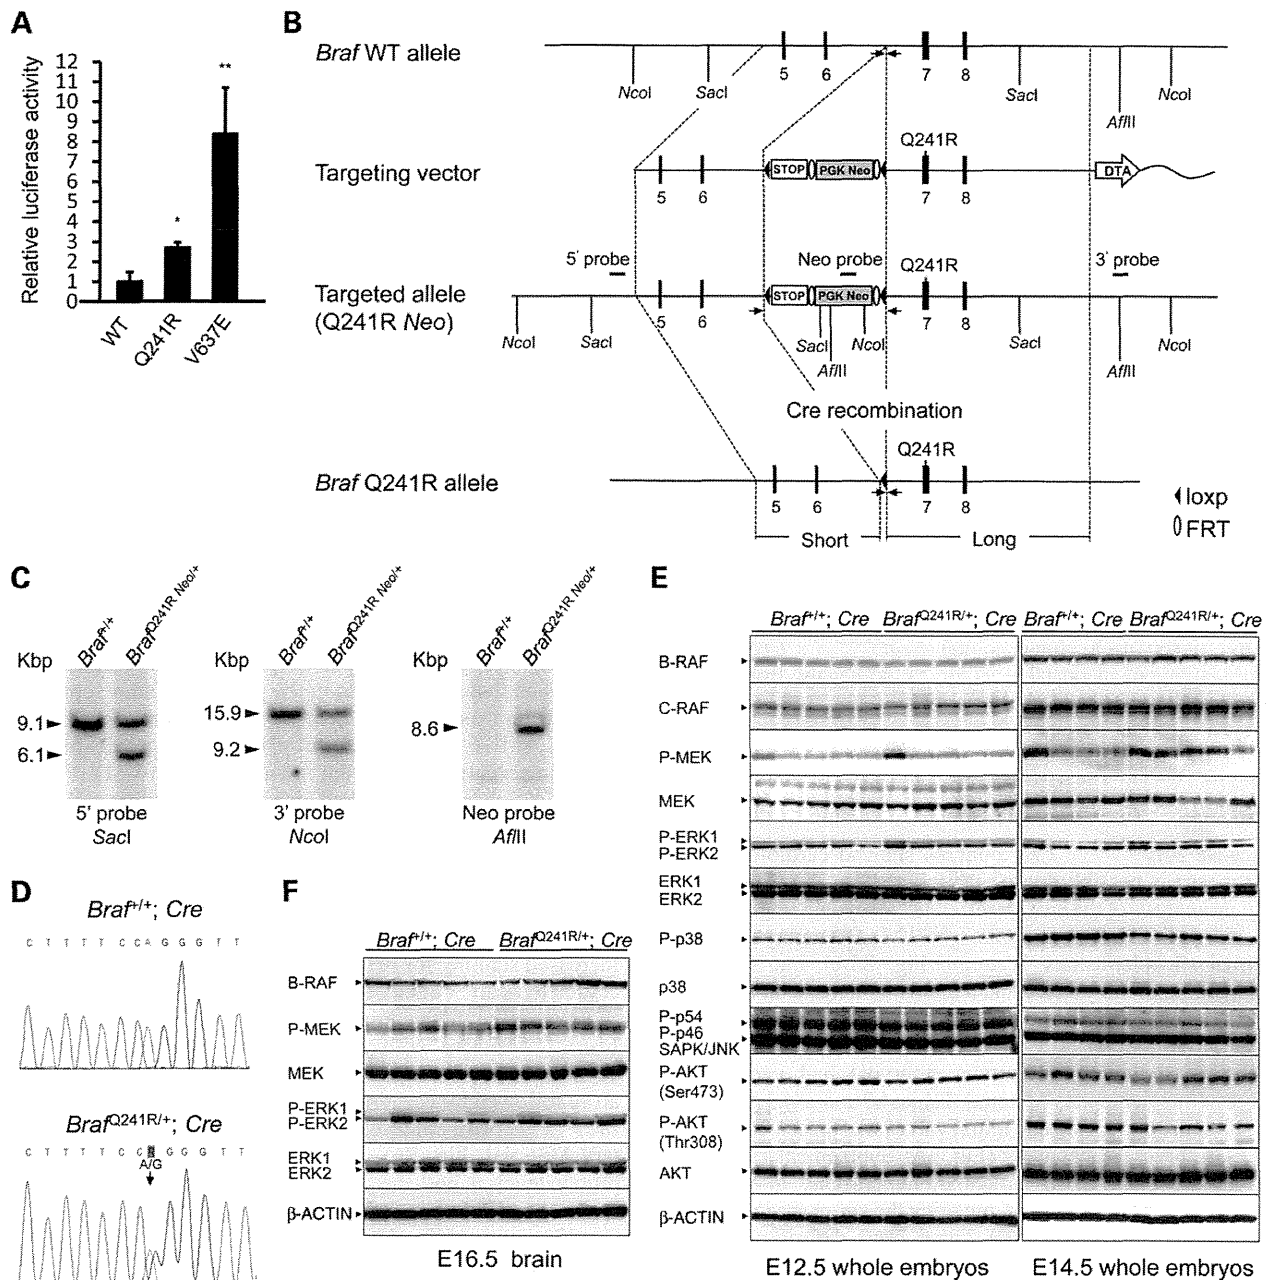 A
Relative luciferase activity
12
11
10
9
8
7
6
5
4
3
2
1
0
*
**
WT
Q241R
V637E
B
Braf WT allele
5
6
7
8
NcoI
SacI
SacI
AflII
NcoI
Targeting vector
STOP
PGK Neo
Q241R
DTA
5
6
7
8
5' probe
Neo probe
Q241R
3' probe
Targeted allele
(Q241R Neo)
STOP
PGK Neo
5
6
7
8
NcoI
SacI
SacI
AflII
NcoI
SacI
AflII
NcoI
Cre recombination
Q241R
Braf Q241R allele
5
6
7
8
Short
Long
loxp
FRT
C
Kbp
Braf+/+
BrafQ241R Neo/+
9.1
6.1
5' probe
SacI
Kbp
Braf+/+
BrafQ241R Neo/+
15.9
9.2
3' probe
NcoI
Kbp
Braf+/+
BrafQ241R Neo/+
8.6
Neo probe
AflII
D
Braf+/+; Cre
C T T T T C C A G G G T T
BrafQ241R/+; Cre
C T T T T C C N G G G T T
A/G
E
Braf+/+; Cre BrafQ241R/+; Cre
Braf+/+; Cre BrafQ241R/+; Cre
B-RAF
C-RAF
P-MEK
MEK
P-ERK1
P-ERK2
ERK1
ERK2
P-p38
p38
P-p54
P-p46
SAPK/JNK
P-AKT
(Ser473)
P-AKT
(Thr308)
AKT
β-ACTIN
E12.5 whole embryos
E14.5 whole embryos
F
Braf+/+; Cre BrafQ241R/+; Cre
B-RAF
P-MEK
MEK
P-ERK1
P-ERK2
ERK1
ERK2
β-ACTIN
E16.5 brain